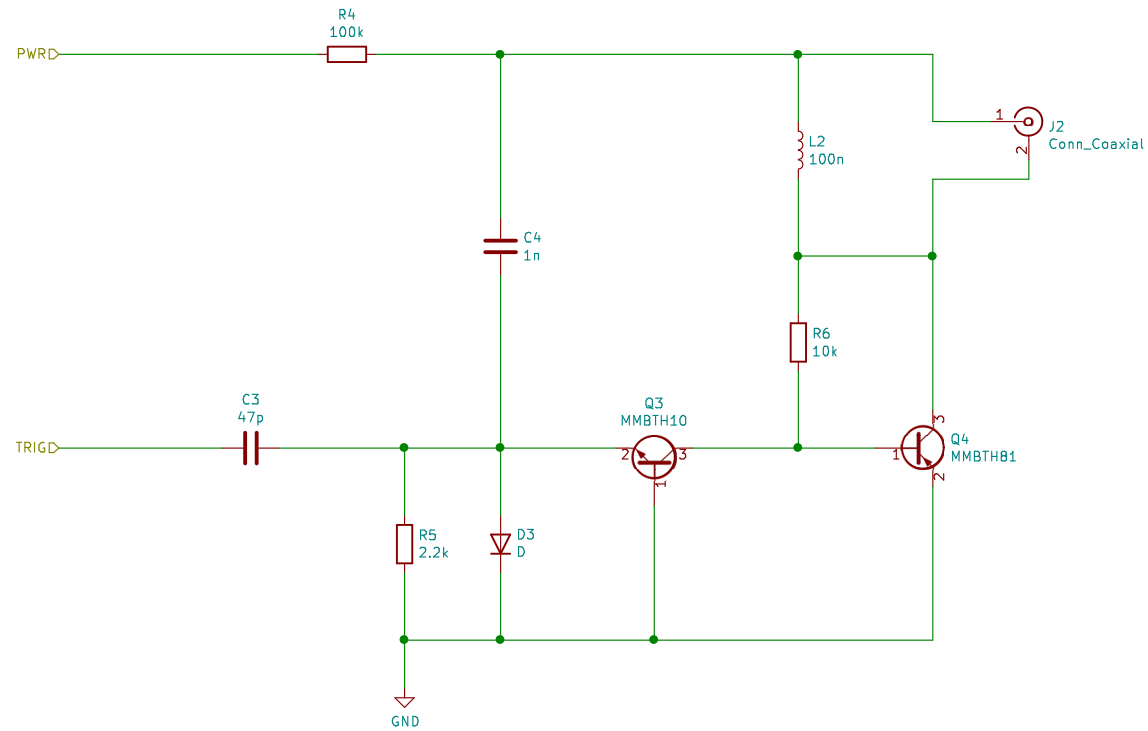 R4
100k
PWR
1
J2
Conn_Coaxial
2
L2
100n
C4
1n
R6
10k
C3
47p
Q3
MMBTH10
TRIG
2
3
1
3
Q4
MMBTH81
1
2
R5
2.2k
D3
D
GND